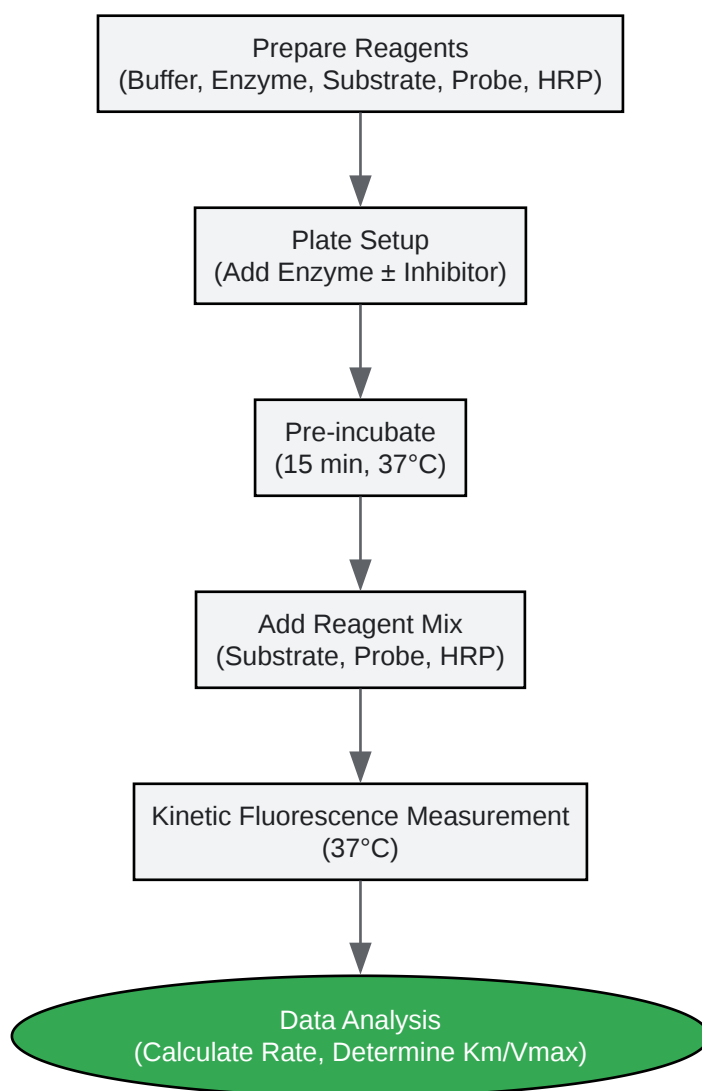 Prepare Reagents
(Buffer, Enzyme, Substrate, Probe, HRP)
Plate Setup
(Add Enzyme ± Inhibitor)
Pre-incubate
(15 min, 37°C)
Add Reagent Mix
(Substrate, Probe, HRP)
Kinetic Fluorescence Measurement
(37°C)
Data Analysis
(Calculate Rate, Determine Km/Vmax)